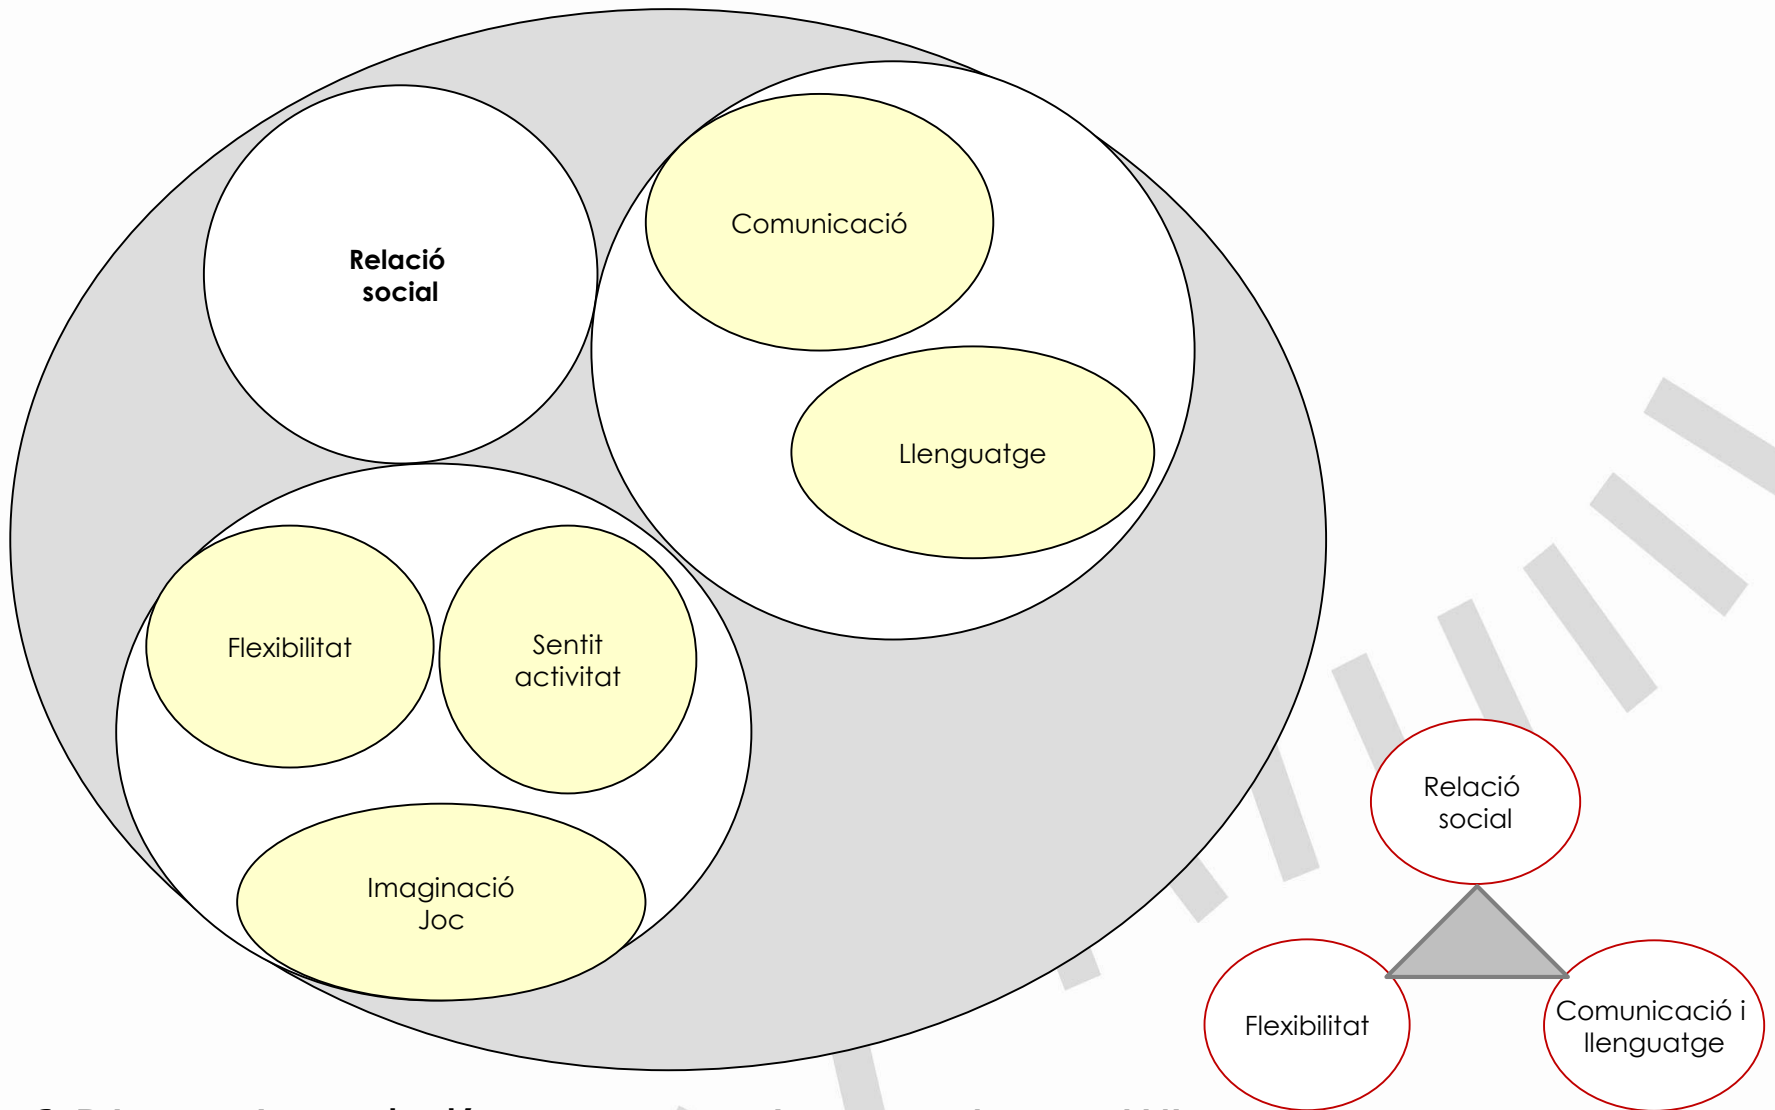 Comunicació
Relació
social
Llenguatge
Flexibilitat
Sentit
activitat
Imaginació
Joc
Relació
social
Flexibilitat
Comunicació i
llenguatge